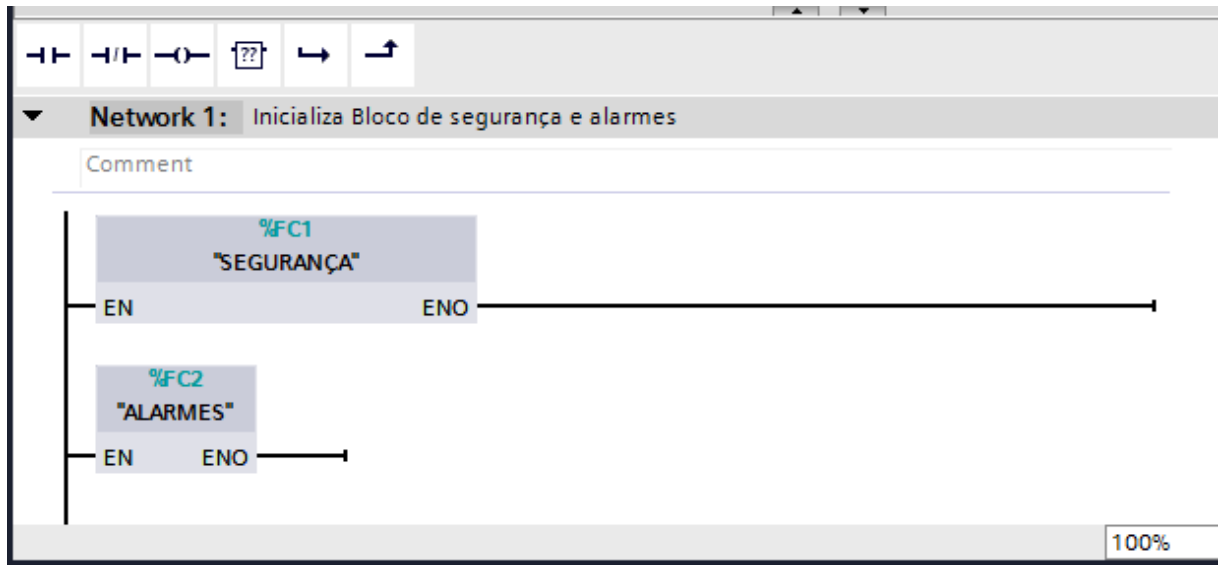 ??
Network 1: Inicializa Bloco de segurança e alarmes
Comment
%FC1
"SEGURANÇA"
EN ENO
%FC2
"ALARMES"
EN ENO
100%